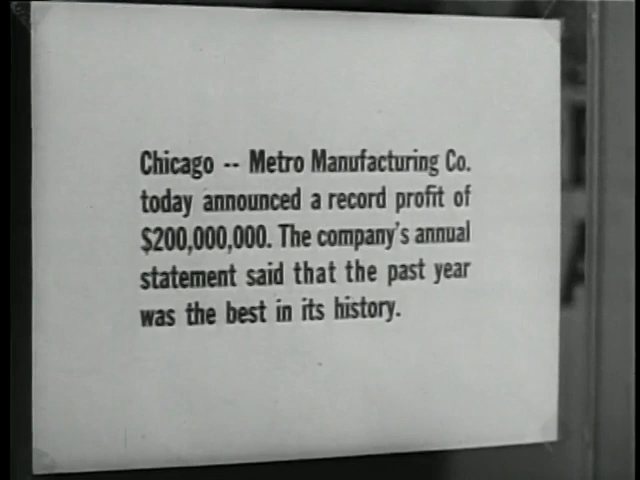 Chicago -- Metro Manufacturing Co.
today announced a record profit of
$200,000,000. The company's annual
statement said that the past year
was the best in its history.